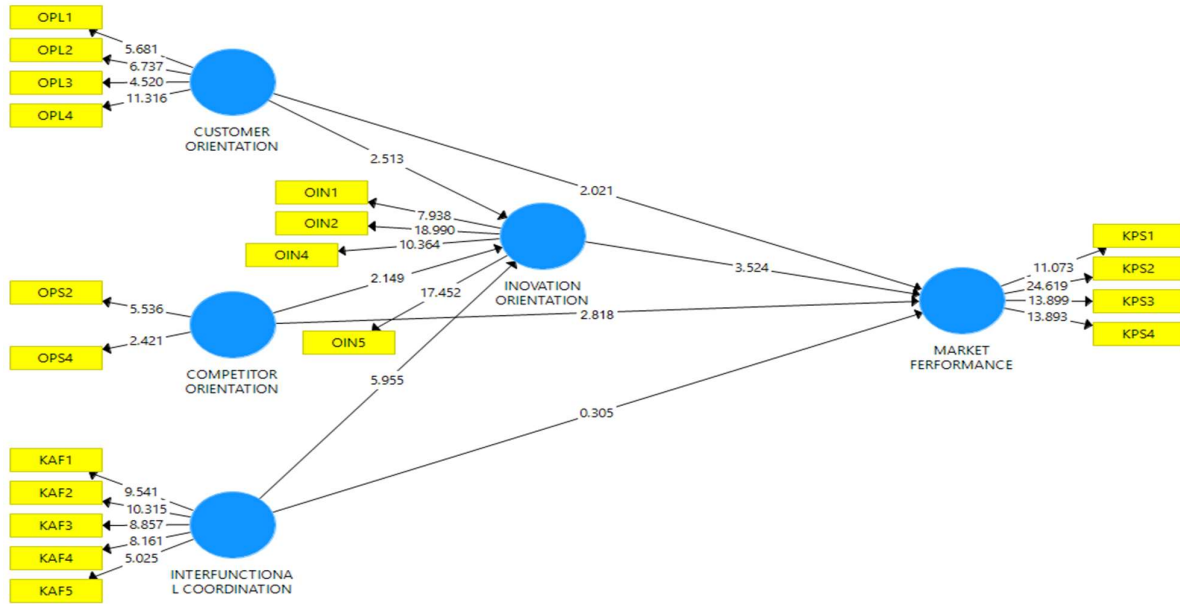 OPL1
OPL2
OPL3
OPL4
5.681
6.737
4.520
11.316
CUSTOMER
ORIENTATION
2.513
2.021
OIN1
OIN2
OIN4
OIN5
7.938
18.990
10.364
17.452
INOVATION
ORIENTATION
3.524
OPS2
OPS4
5.536
2.421
COMPETITOR
ORIENTATION
2.149
2.818
KPS1
KPS2
KPS3
KPS4
11.073
24.619
13.899
13.893
MARKET
FERFORMANCE
KAF1
KAF2
KAF3
KAF4
KAF5
9.541
10.315
8.857
8.161
5.025
INTERFUNCTIONA
L COORDINATION
5.955
0.305